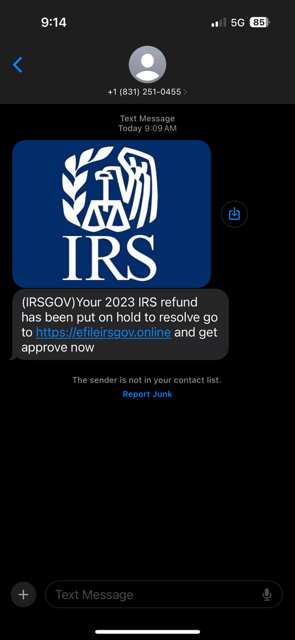 9:14
5G 85
+1 (831) 251-0455
Text Message
Today 9:09 AM
IRS
(IRSGOV)Your 2023 IRS refund
has been put on hold to resolve go
to https://efileirsgov.online and get
approve now
The sender is not in your contact list.
Report Junk
Text Message